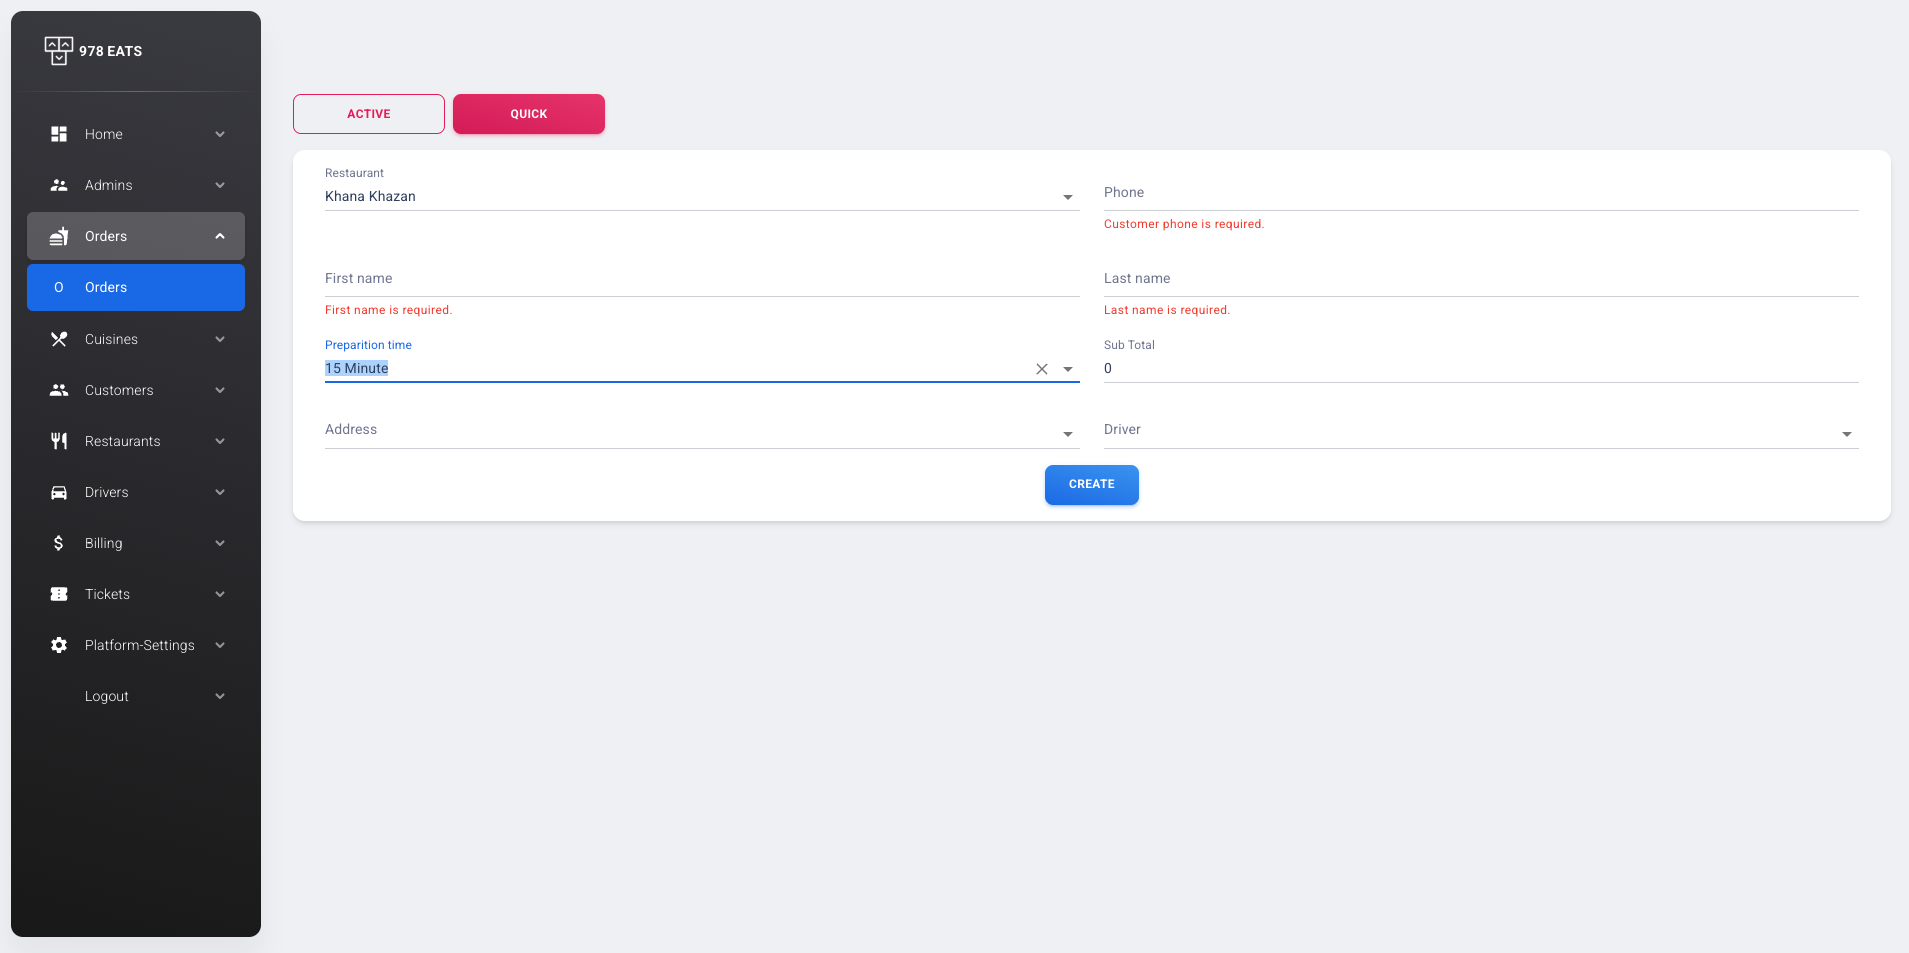 978 EATS
Home
Admins
Orders
O Orders
Cuisines
Customers
Restaurants
Drivers
Billing
Tickets
Platform-Settings
Logout
ACTIVE QUICK
Restaurant
Khana Khazan
Phone
Customer phone is required.
First name
First name is required.
Last name
Last name is required.
Preparition time
15 Minute
Sub Total
0
Address
Driver
CREATE